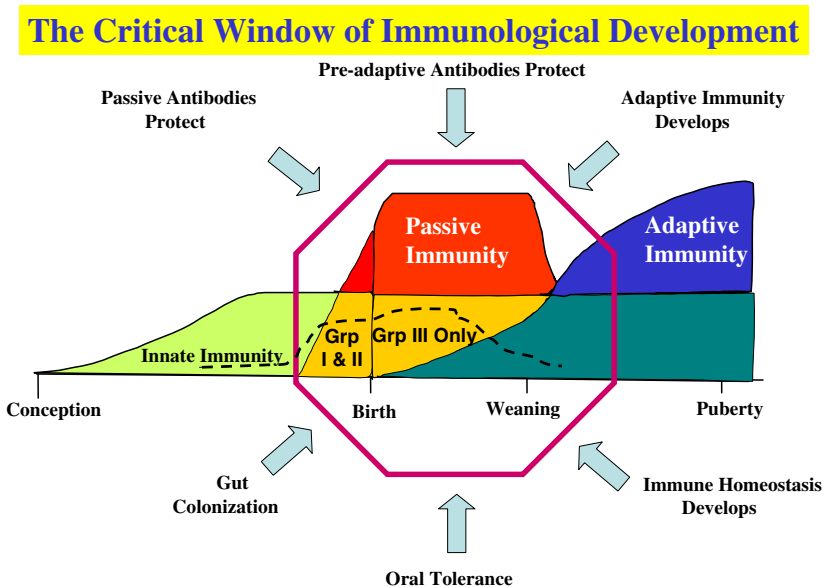 The Critical Window of Immunological Development
Pre-adaptive Antibodies Protect
Passive Antibodies
Protect
Adaptive Immunity
Develops
Passive
Immunity
Adaptive
Immunity
Innate Immunity
Grp
I & II
Grp III Only
Conception
Birth
Weaning
Puberty
Gut
Colonization
Immune Homeostasis
Develops
Oral Tolerance